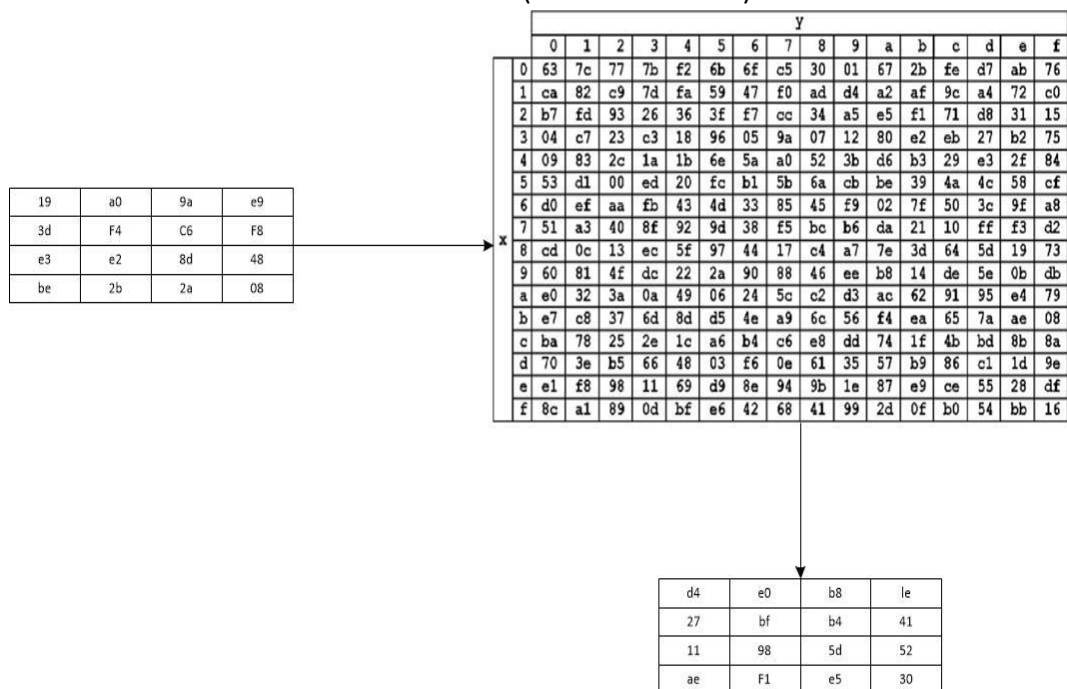 19 a0 9a e9
3d F4 C6 F8
e3 e2 8d 48
be 2b 2a 08
y
0 1 2 3 4 5 6 7 8 9 a b c d e f
x
0 63 7c 77 7b f2 6b 6f c5 30 01 67 2b fe d7 ab 76
1 ca 82 c9 7d fa 59 47 f0 ad d4 a2 af 9c a4 72 c0
2 b7 fd 93 26 36 3f f7 cc 34 a5 e5 f1 71 d8 31 15
3 04 c7 23 c3 18 96 05 9a 07 12 80 e2 eb 27 b2 75
4 09 83 2c 1a 1b 6e 5a a0 52 3b d6 b3 29 e3 2f 84
5 53 d1 00 ed 20 fc b1 5b 6a cb be 39 4a 4c 58 cf
6 d0 ef aa fb 43 4d 33 85 45 f9 02 7f 50 3c 9f a8
7 51 a3 40 8f 92 9d 38 f5 bc b6 da 21 10 ff f3 d2
8 cd 0c 13 ec 5f 97 44 17 c4 a7 7e 3d 64 5d 19 73
9 60 81 4f dc 22 2a 90 88 46 ee b8 14 de 5e 0b db
a e0 32 3a 0a 49 06 24 5c c2 d3 ac 62 91 95 e4 79
b e7 c8 37 6d 8d d5 4e a9 6c 56 f4 ea 65 7a ae 08
c ba 78 25 2e 1c a6 b4 c6 e8 dd 74 1f 4b bd 8b 8a
d 70 3e b5 66 48 03 f6 0e 61 35 57 b9 86 c1 1d 9e
e e1 f8 98 11 69 d9 8e 94 9b 1e 87 e9 ce 55 28 df
f 8c a1 89 0d bf e6 42 68 41 99 2d 0f b0 54 bb 16
d4 e0 b8 le
27 bf b4 41
11 98 5d 52
ae F1 e5 30